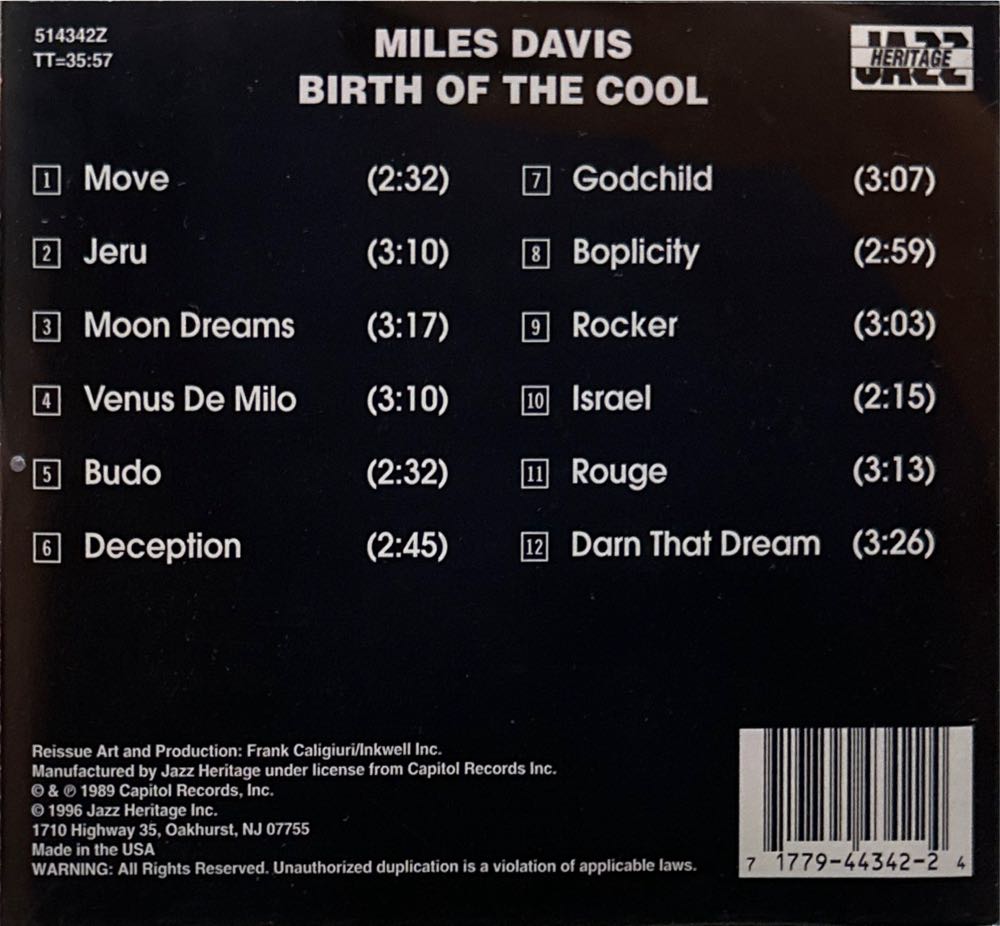 514342Z
TT=35:57
MILES DAVIS
BIRTH OF THE COOL
JAZZ
HERITAGE
1 Move (2:32)
2 Jeru (3:10)
3 Moon Dreams (3:17)
4 Venus De Milo (3:10)
5 Budo (2:32)
6 Deception (2:45)
7 Godchild (3:07)
8 Boplicity (2:59)
9 Rocker (3:03)
10 Israel (2:15)
11 Rouge (3:13)
12 Darn That Dream (3:26)
Reissue Art and Production: Frank Caligiuri/Inkwell Inc.
Manufactured by Jazz Heritage under license from Capitol Records Inc.
© & ℗ 1989 Capitol Records, Inc.
© 1996 Jazz Heritage Inc.
1710 Highway 35, Oakhurst, NJ 07755
Made in the USA
WARNING: All Rights Reserved. Unauthorized duplication is a violation of applicable laws.
7 1779-44342-2 4